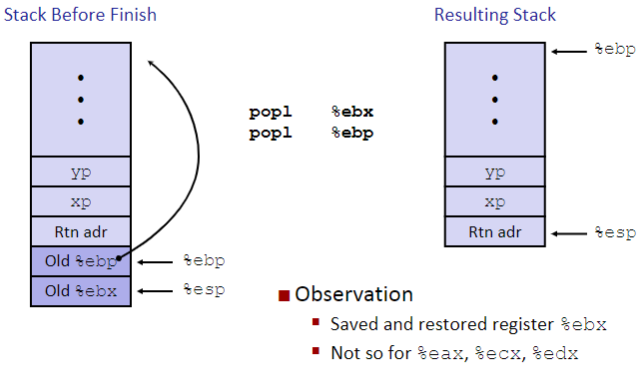 Stack Before Finish
Resulting Stack
%ebp
popl %ebx
popl %ebp
yp
xp
Rtn adr
Old %ebp
%ebp
Old %ebx
%esp
yp
xp
Rtn adr
%esp
■ Observation
▪ Saved and restored register %ebx
▪ Not so for %eax, %ecx, %edx